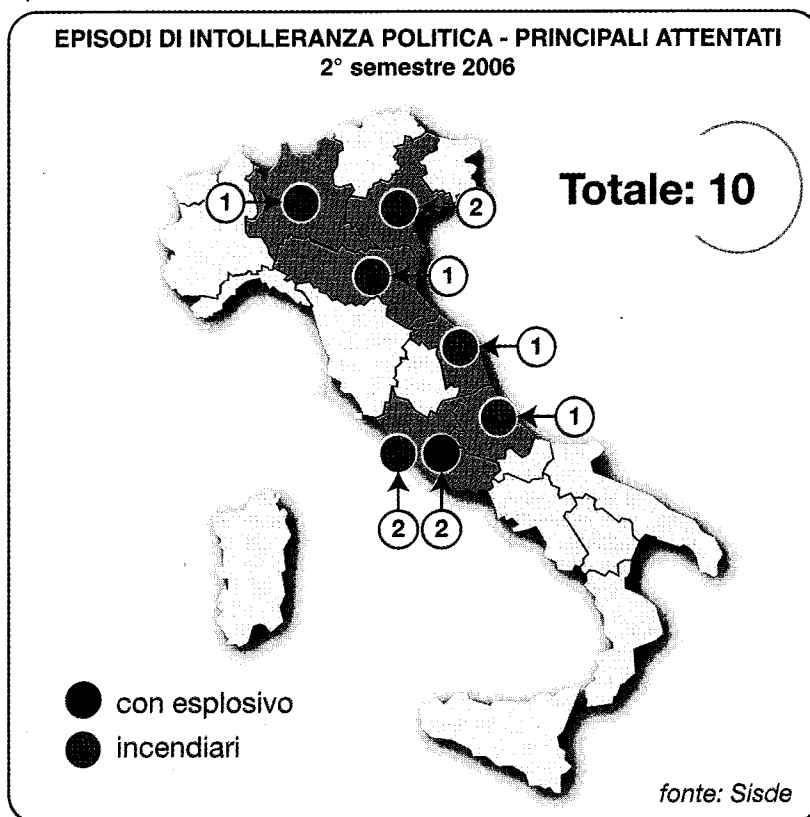 EPISODI DI INTOLLERANZA POLITICA - PRINCIPALI ATTENTATI
2° semestre 2006
Totale: 10
1
2
1
1
1
2 2
con esplosivo
incendiari
fonte: Sisde